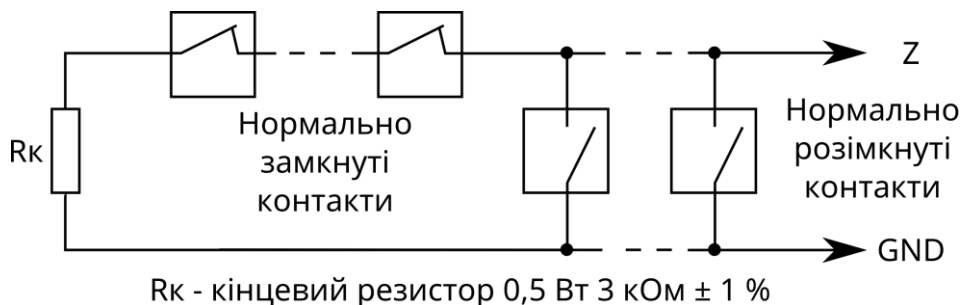 Z
Нормально
замкнуті
контакти
Нормально
розімкнуті
контакти
Rк
GND
Rк - кінцевий резистор 0,5 Вт 3 кОм ± 1 %